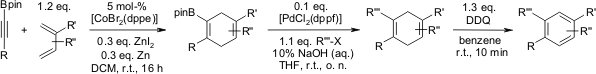 Bpin
R
+
1.2 eq.
R'
R''
5 mol-%
[CoBr2(dppe)]
0.3 eq. ZnI2
0.3 eq. Zn
DCM, r.t., 16 h
pinB
R'
R''
R
0.1 eq.
[PdCl2(dppf)]
1.1 eq. R'''-X
10% NaOH (aq.)
THF, r.t., o. n.
R'''
R'
R''
R
1.3 eq.
DDQ
benzene
r.t., 10 min
R'''
R'
R''
R